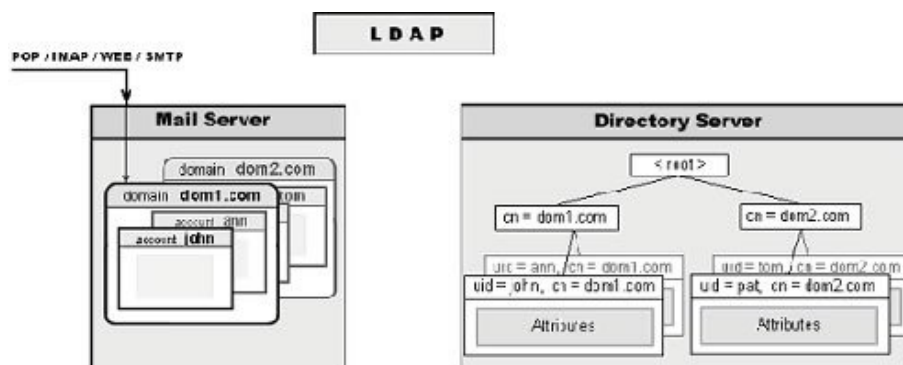 LDAP
POP / IMAP / WEB / SMTP
Mail Server
domain dom2.com
domain dom1.com
account ann
account john
Directory Server
< root >
cn = dom1.com
cn = dom2.com
uid = ann, cn = dom1.com
uid = tom, cn = dom2.com
uid = john, cn = dom1.com
uid = pat, cn = dom2.com
Attributes
Attributes